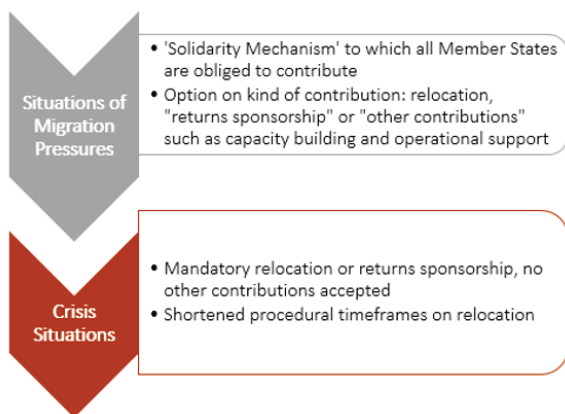 Situations of
Migration
Pressures
• 'Solidarity Mechanism' to which all Member States
are obliged to contribute
• Option on kind of contribution: relocation,
"returns sponsorship" or "other contributions"
such as capacity building and operational support
Crisis
Situations
• Mandatory relocation or returns sponsorship, no
other contributions accepted
• Shortened procedural timeframes on relocation